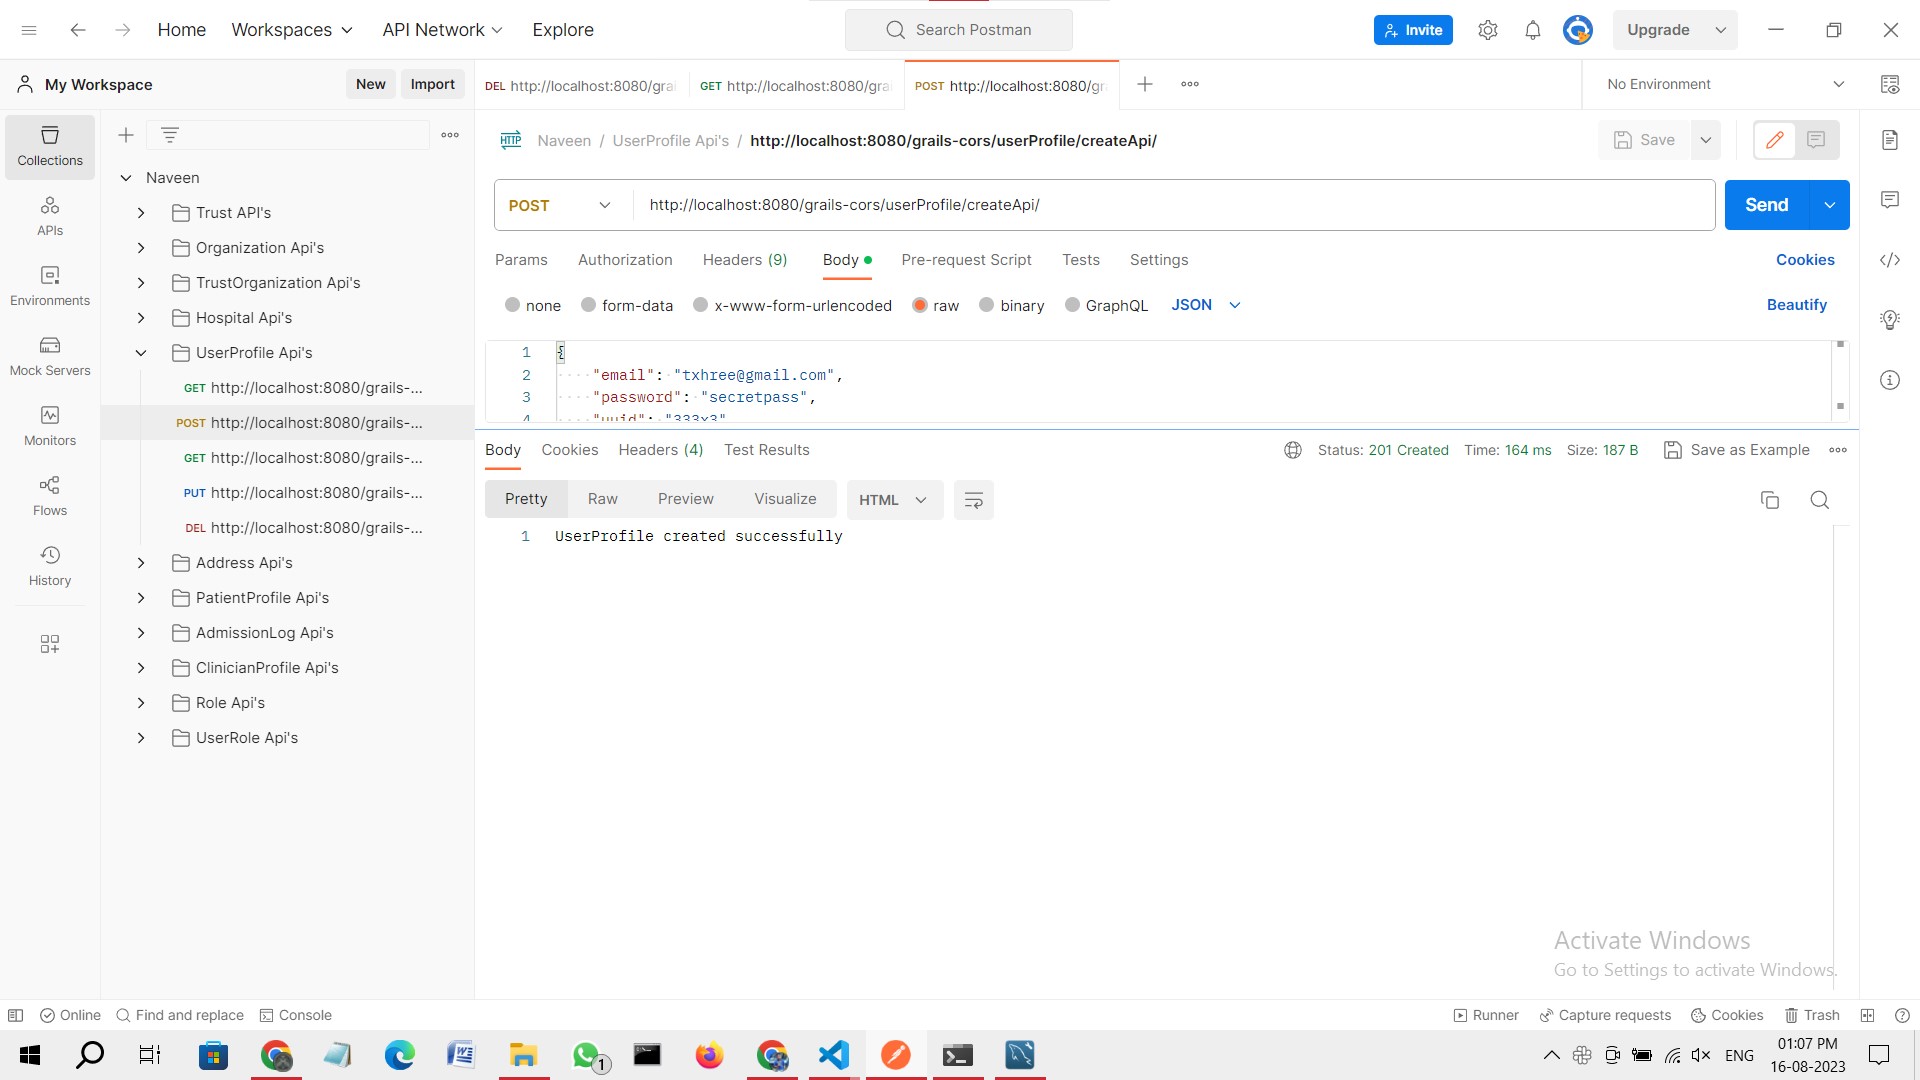 Home Workspaces API Network Explore Search Postman Invite Upgrade
My Workspace New Import DEL http://localhost:8080/gra GET http://localhost:8080/gra POST http://localhost:8080/gr No Environment
Naveen / UserProfile Api's / http://localhost:8080/grails-cors/userProfile/createApi/ Save
POST http://localhost:8080/grails-cors/userProfile/createApi/ Send
Params Authorization Headers (9) Body Pre-request Script Tests Settings Cookies
none form-data x-www-form-urlencoded raw binary GraphQL JSON Beautify
1 {
2 "email": "txhree@gmail.com",
3 "password": "secretpass",
4 "uuid": "333x3"
Body Cookies Headers (4) Test Results Status: 201 Created Time: 164 ms Size: 187 B Save as Example
Pretty Raw Preview Visualize HTML
1 UserProfile created successfully
Collections
APIs
Environments
Mock Servers
Monitors
Flows
History
Naveen
Trust API's
Organization Api's
TrustOrganization Api's
Hospital Api's
UserProfile Api's
GET http://localhost:8080/grails-...
POST http://localhost:8080/grails-...
GET http://localhost:8080/grails-...
PUT http://localhost:8080/grails-...
DEL http://localhost:8080/grails-...
Address Api's
PatientProfile Api's
AdmissionLog Api's
ClinicianProfile Api's
Role Api's
UserRole Api's
Activate Windows
Go to Settings to activate Windows.
Online Find and replace Console Runner Capture requests Cookies Trash
1 ENG 01:07 PM
16-08-2023